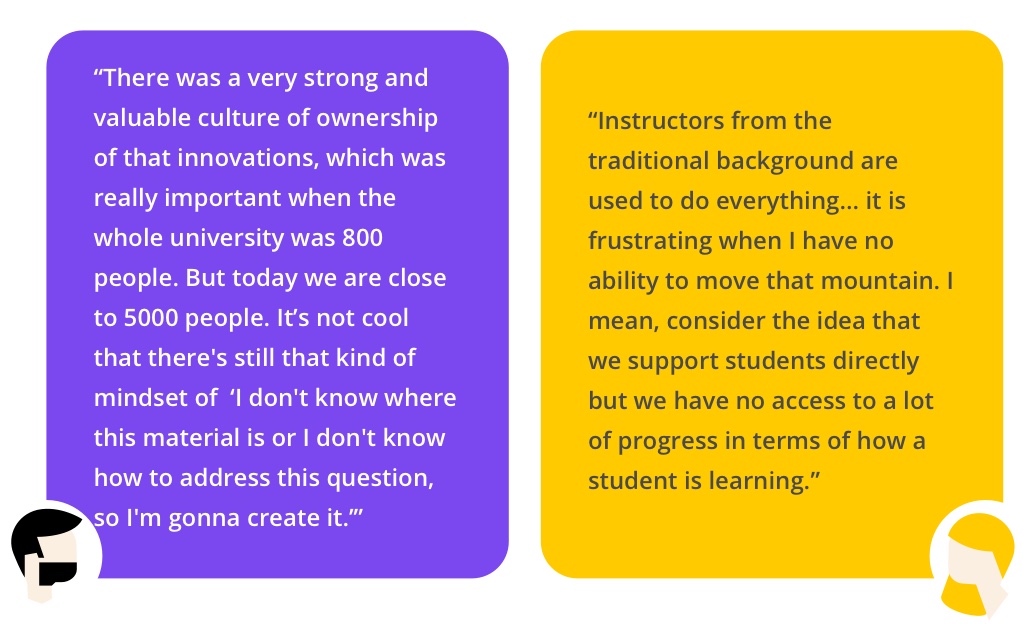 “There was a very strong and
valuable culture of ownership
of that innovations, which was
really important when the
whole university was 800
people. But today we are close
to 5000 people. It’s not cool
that there's still that kind of
mindset of  ‘I don't know where
this material is or I don't know
how to address this question,
so I'm gonna create it.’”
“Instructors from the
traditional background are
used to do everything... it is
frustrating when I have no
ability to move that mountain. I
mean, consider the idea that
we support students directly
but we have no access to a lot
of progress in terms of how a
student is learning.”